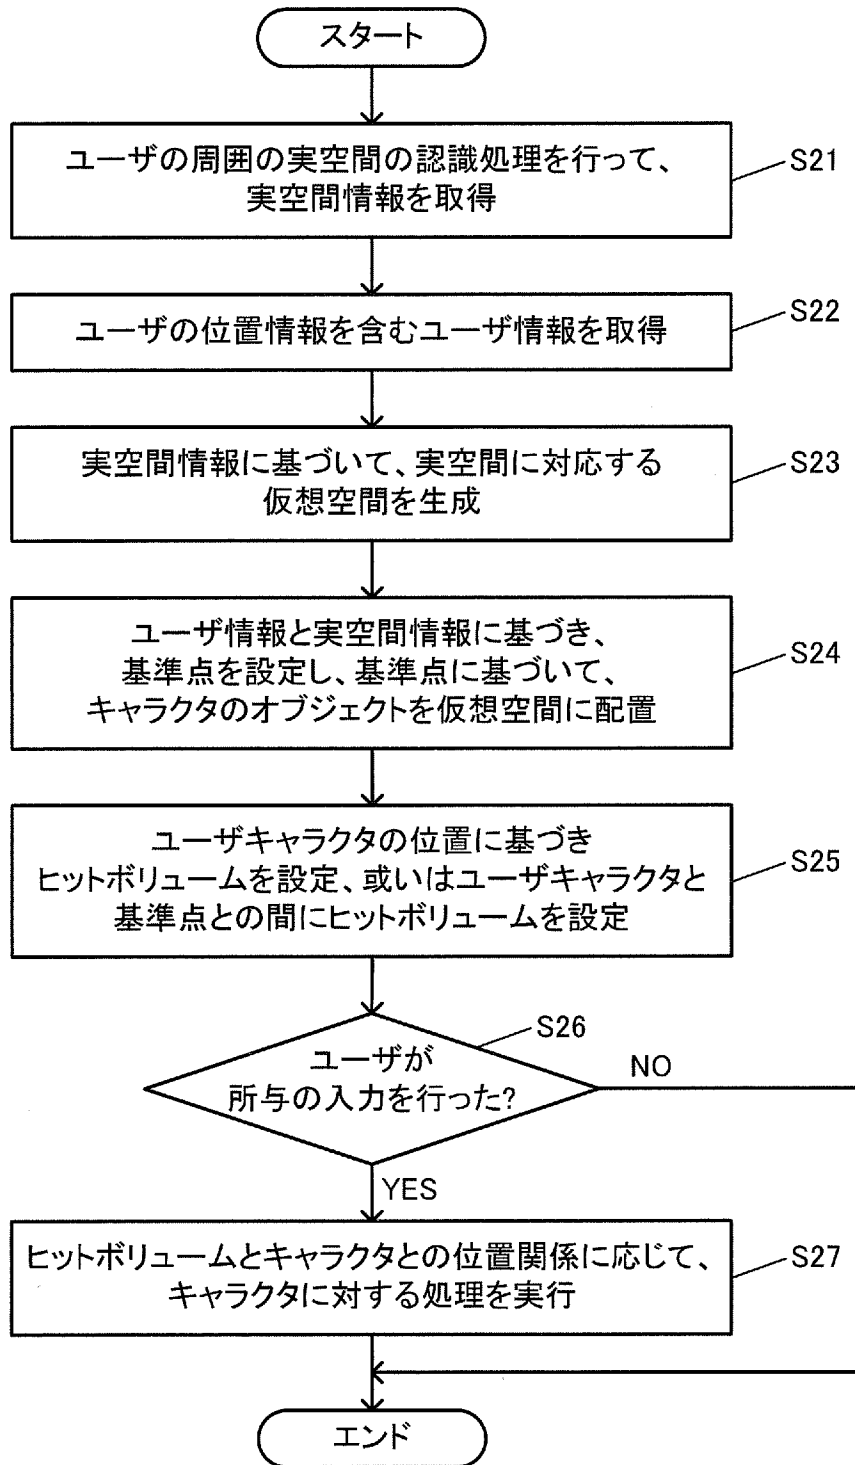 スタート
ユーザの周囲の実空間の認識処理を行って、
実空間情報を取得
S21
ユーザの位置情報を含むユーザ情報を取得
S22
実空間情報に基づいて、実空間に対応する
仮想空間を生成
S23
ユーザ情報と実空間情報に基づき、
基準点を設定し、基準点に基づいて、
キャラクタのオブジェクトを仮想空間に配置
S24
ユーザキャラクタの位置に基づき
ヒットボリュームを設定、或いはユーザキャラクタと
基準点との間にヒットボリュームを設定
S25
S26
ユーザが
所与の入力を行った?
NO
YES
ヒットボリュームとキャラクタとの位置関係に応じて、
キャラクタに対する処理を実行
S27
エンド